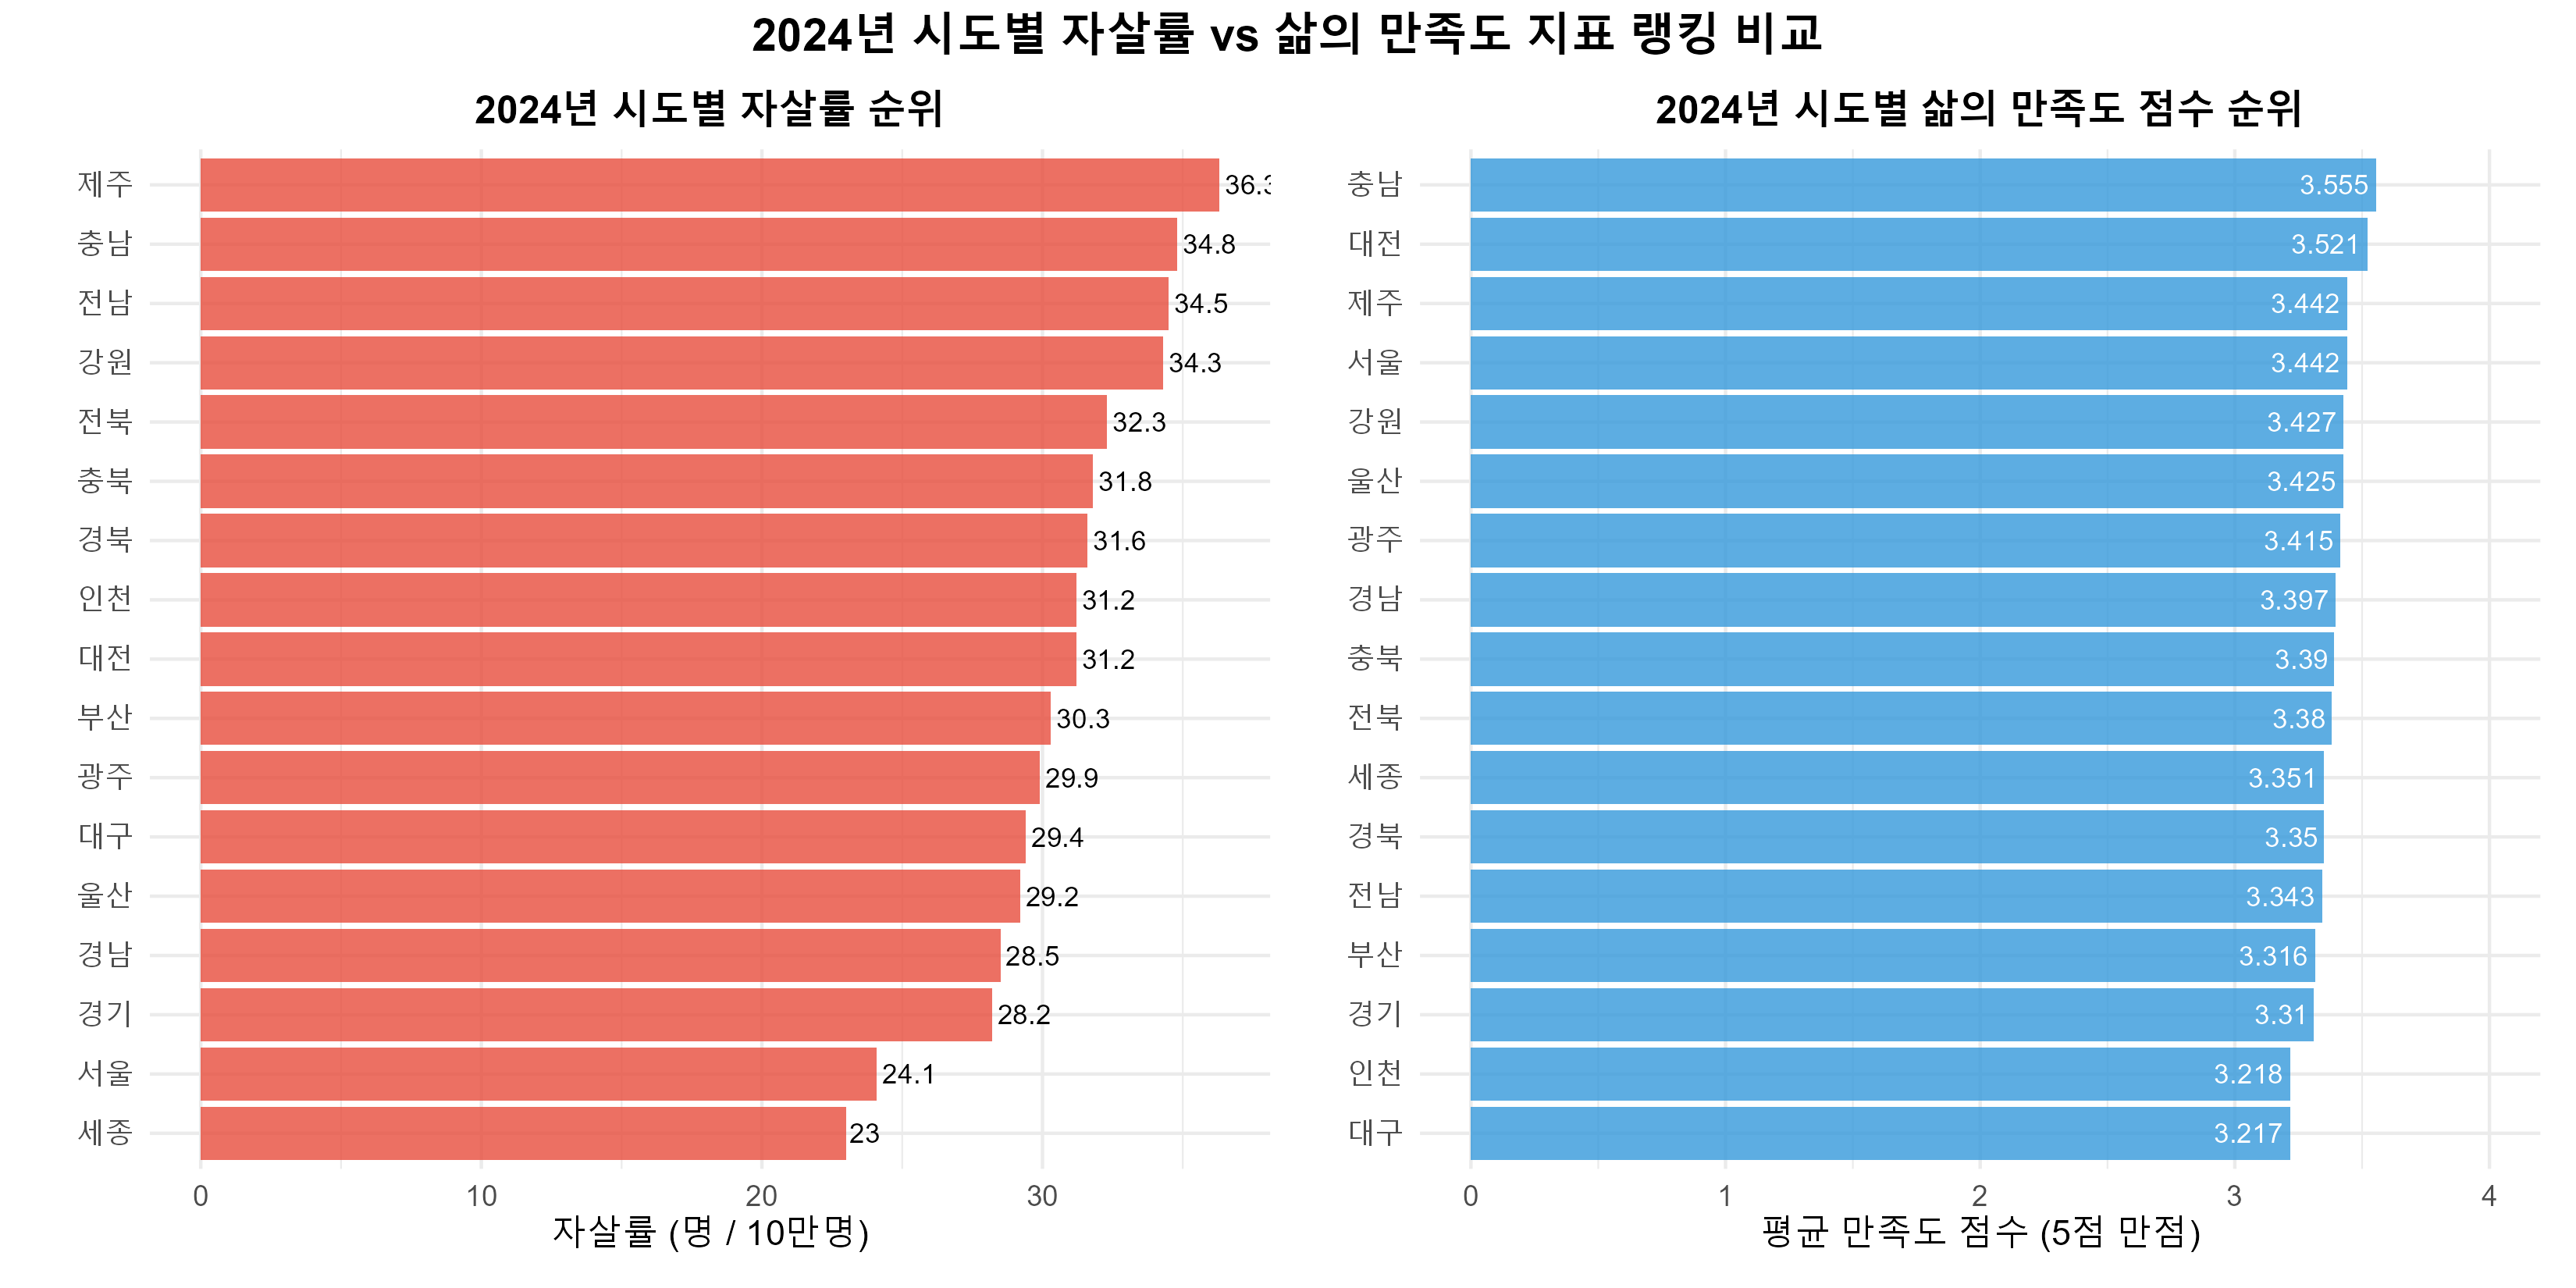 2024년 시도별 자살률 vs 삶의 만족도 지표 랭킹 비교
2024년 시도별 자살률 순위
제주 36.3
충남 34.8
전남 34.5
강원 34.3
전북 32.3
충북 31.8
경북 31.6
인천 31.2
대전 31.2
부산 30.3
광주 29.9
대구 29.4
울산 29.2
경남 28.5
경기 28.2
서울 24.1
세종 23
0 10 20 30
자살률 (명 / 10만명)
2024년 시도별 삶의 만족도 점수 순위
충남 3.555
대전 3.521
제주 3.442
서울 3.442
강원 3.427
울산 3.425
광주 3.415
경남 3.397
충북 3.39
전북 3.38
세종 3.351
경북 3.35
전남 3.343
부산 3.316
경기 3.31
인천 3.218
대구 3.217
0 1 2 3 4
평균 만족도 점수 (5점 만점)